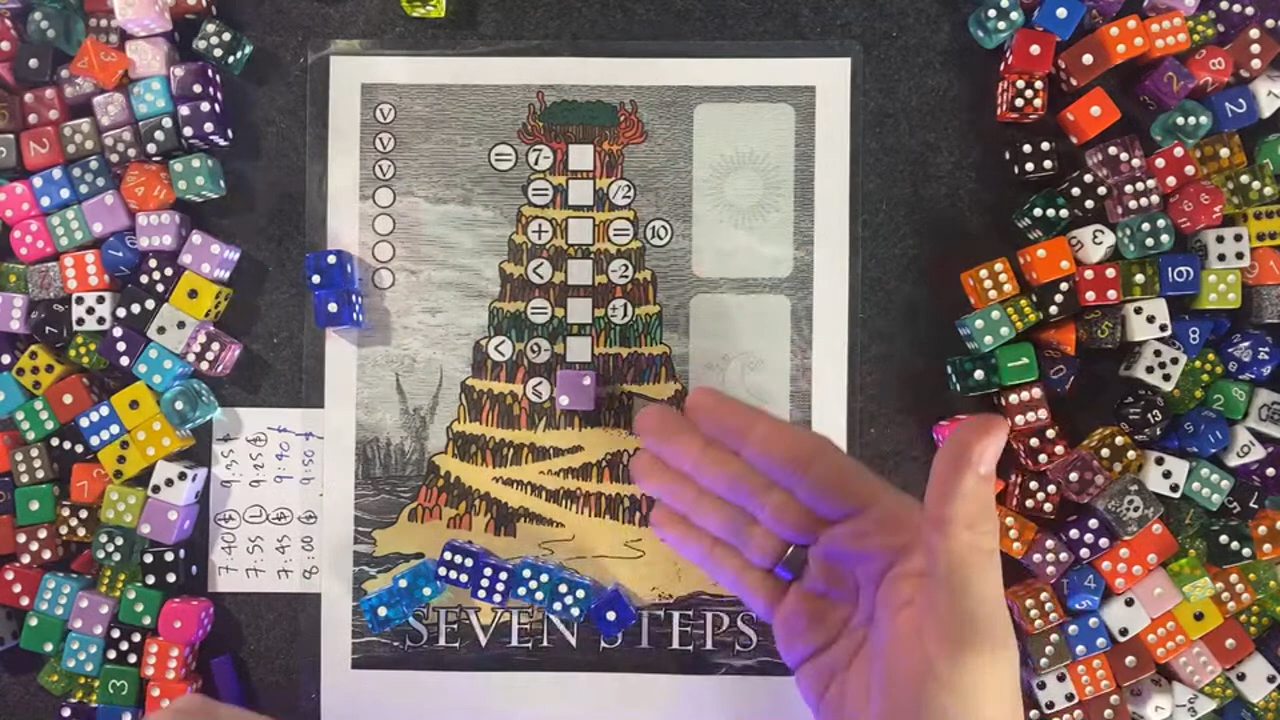 V
V
V
= 7-
= /2
+ = 10
< -2
= ±1
< 9-
≤
SEVEN STEPS
7:40 $ 9:35 $
7:55 L 9:25 $
7:45 $ 9:40 $
8:00 $ 9:50 $